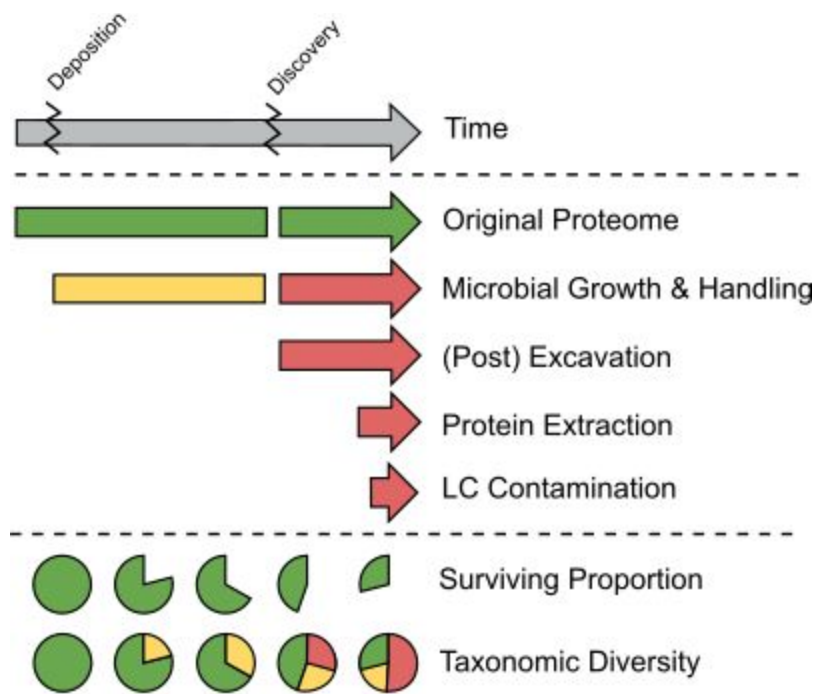 Deposition
Discovery
Time
Original Proteome
Microbial Growth & Handling
(Post) Excavation
Protein Extraction
LC Contamination
Surviving Proportion
Taxonomic Diversity